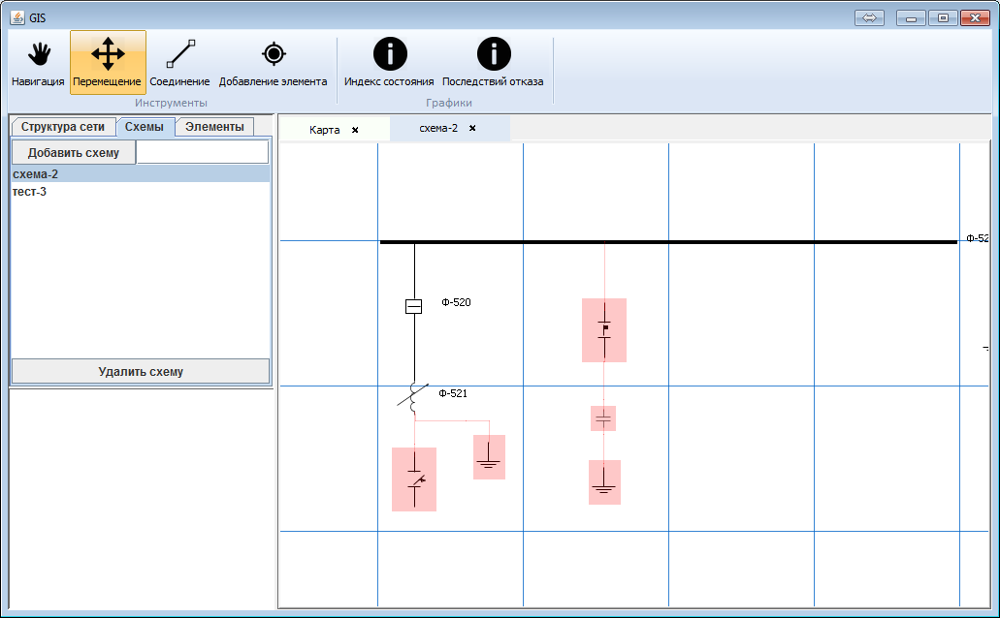 GIS
Навигация
Перемещение
Соединение
Добавление элемента
Индекс состояния
Последствий отказа
Инструменты
Графики
Структура сети
Схемы
Элементы
Карта
схема-2
Добавить схему
схема-2
тест-3
Ф-52
Ф-520
Удалить схему
Ф-521